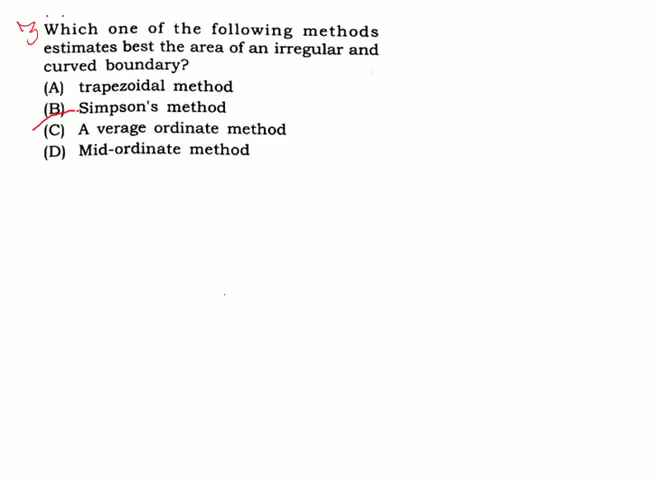 Which one of the following methods
estimates best the area of an irregular and
curved boundary?
(A) trapezoidal method
(B) Simpson's method
(C) A verage ordinate method
(D) Mid-ordinate method